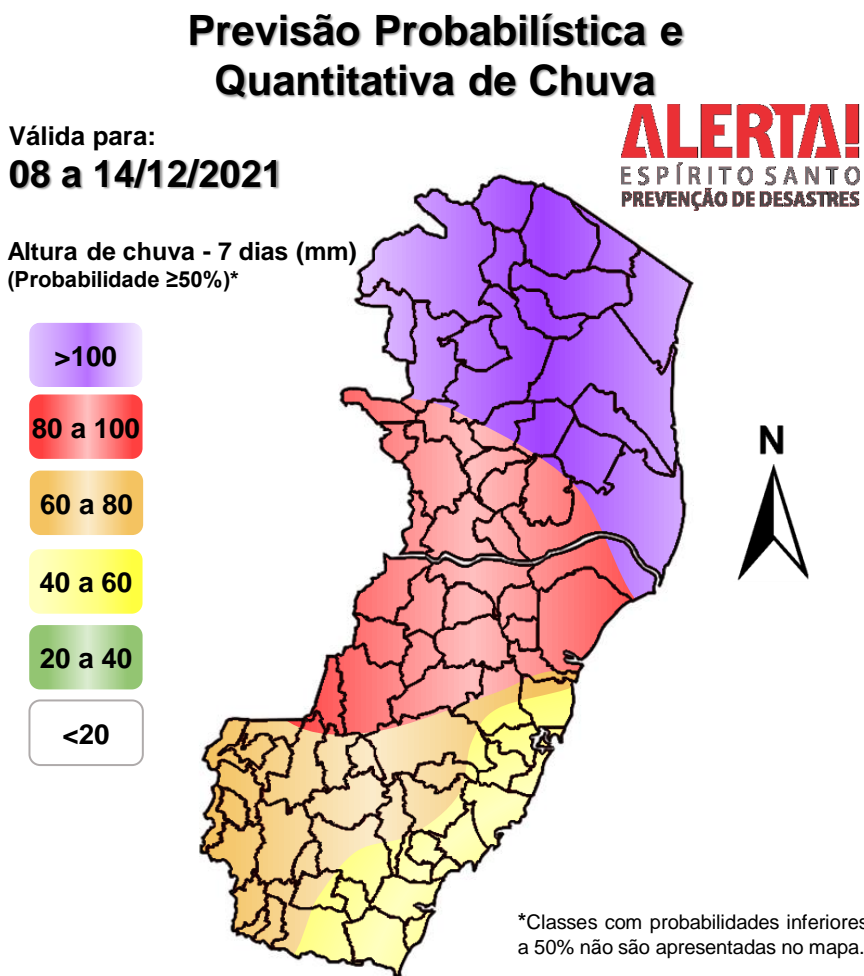 Previsão Probabilística e
Quantitativa de Chuva
Válida para:
08 a 14/12/2021
ALERTA!
ESPÍRITO SANTO
PREVENÇÃO DE DESASTRES
Altura de chuva - 7 dias (mm)
(Probabilidade ≥50%)*
>100
80 a 100
60 a 80
40 a 60
20 a 40
<20
N
*Classes com probabilidades inferiores
a 50% não são apresentadas no mapa.